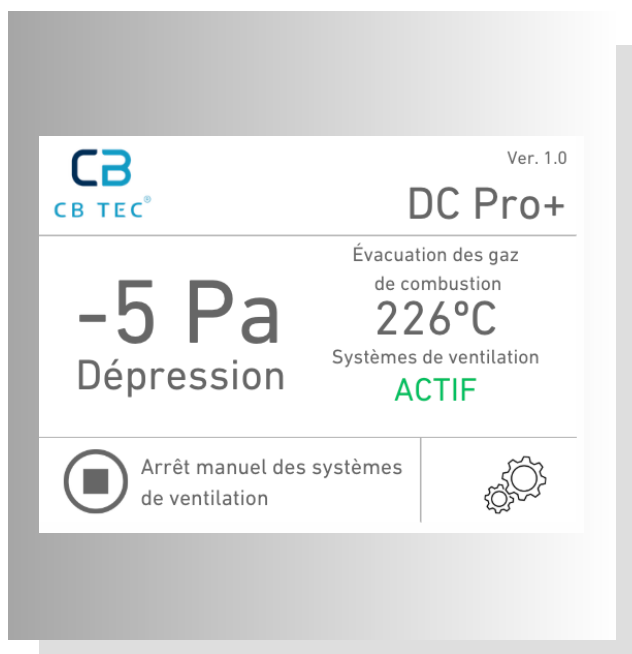 CB
CB TEC®
Ver. 1.0
DC Pro+
-5 Pa
Dépression
Évacuation des gaz
de combustion
226ºC
Systèmes de ventilation
ACTIF
Arrêt manuel des systèmes
de ventilation